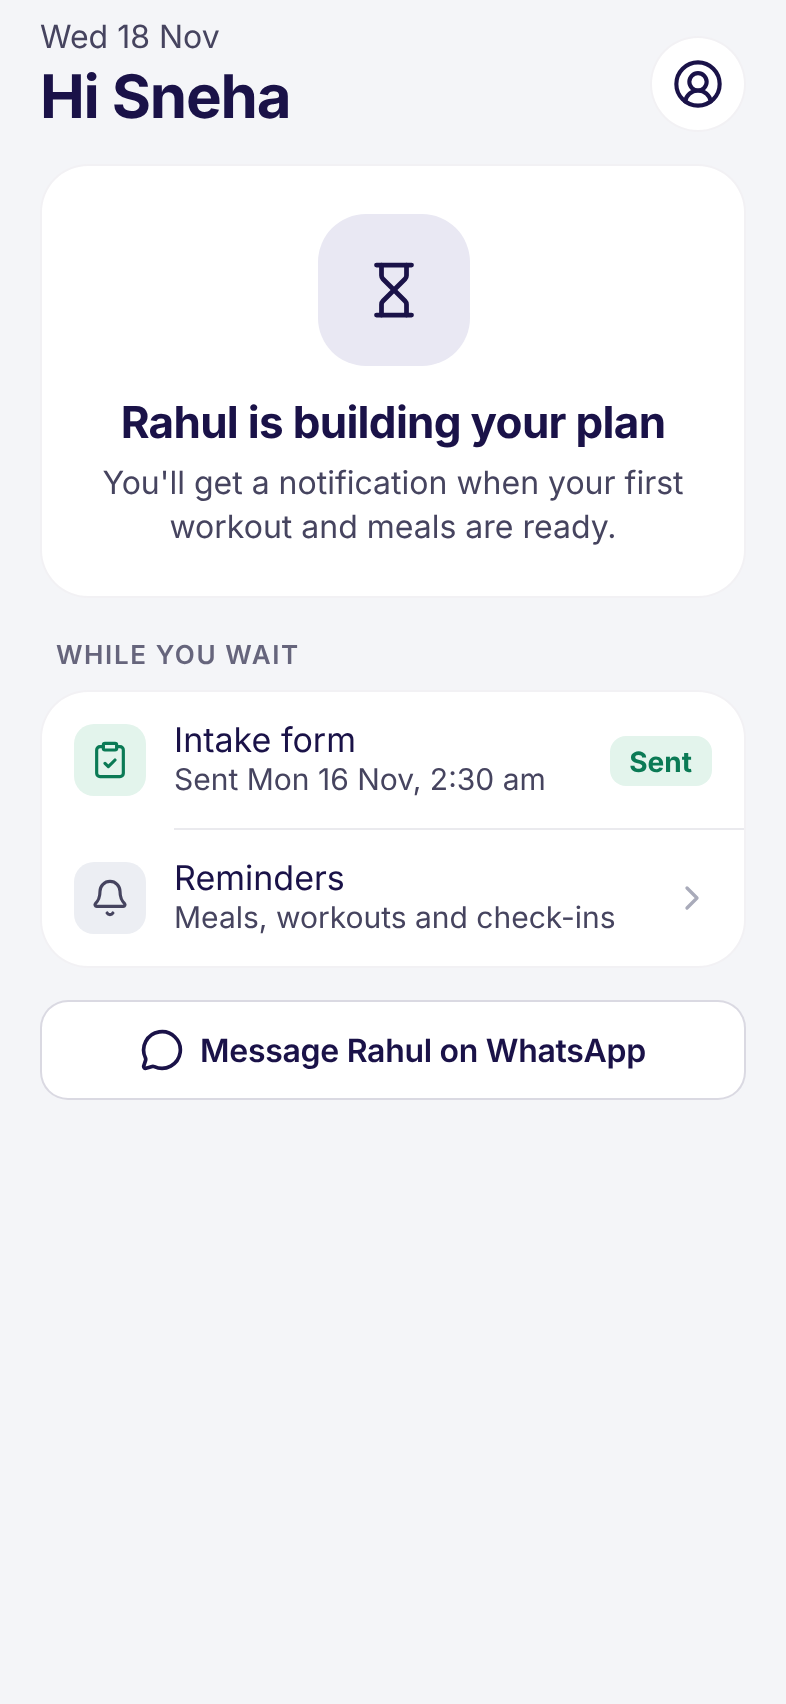 Wed 18 Nov
Hi Sneha
Rahul is building your plan
You'll get a notification when your first
workout and meals are ready.
WHILE YOU WAIT
Intake form
Sent Mon 16 Nov, 2:30 am
Sent
Reminders
Meals, workouts and check-ins
Message Rahul on WhatsApp